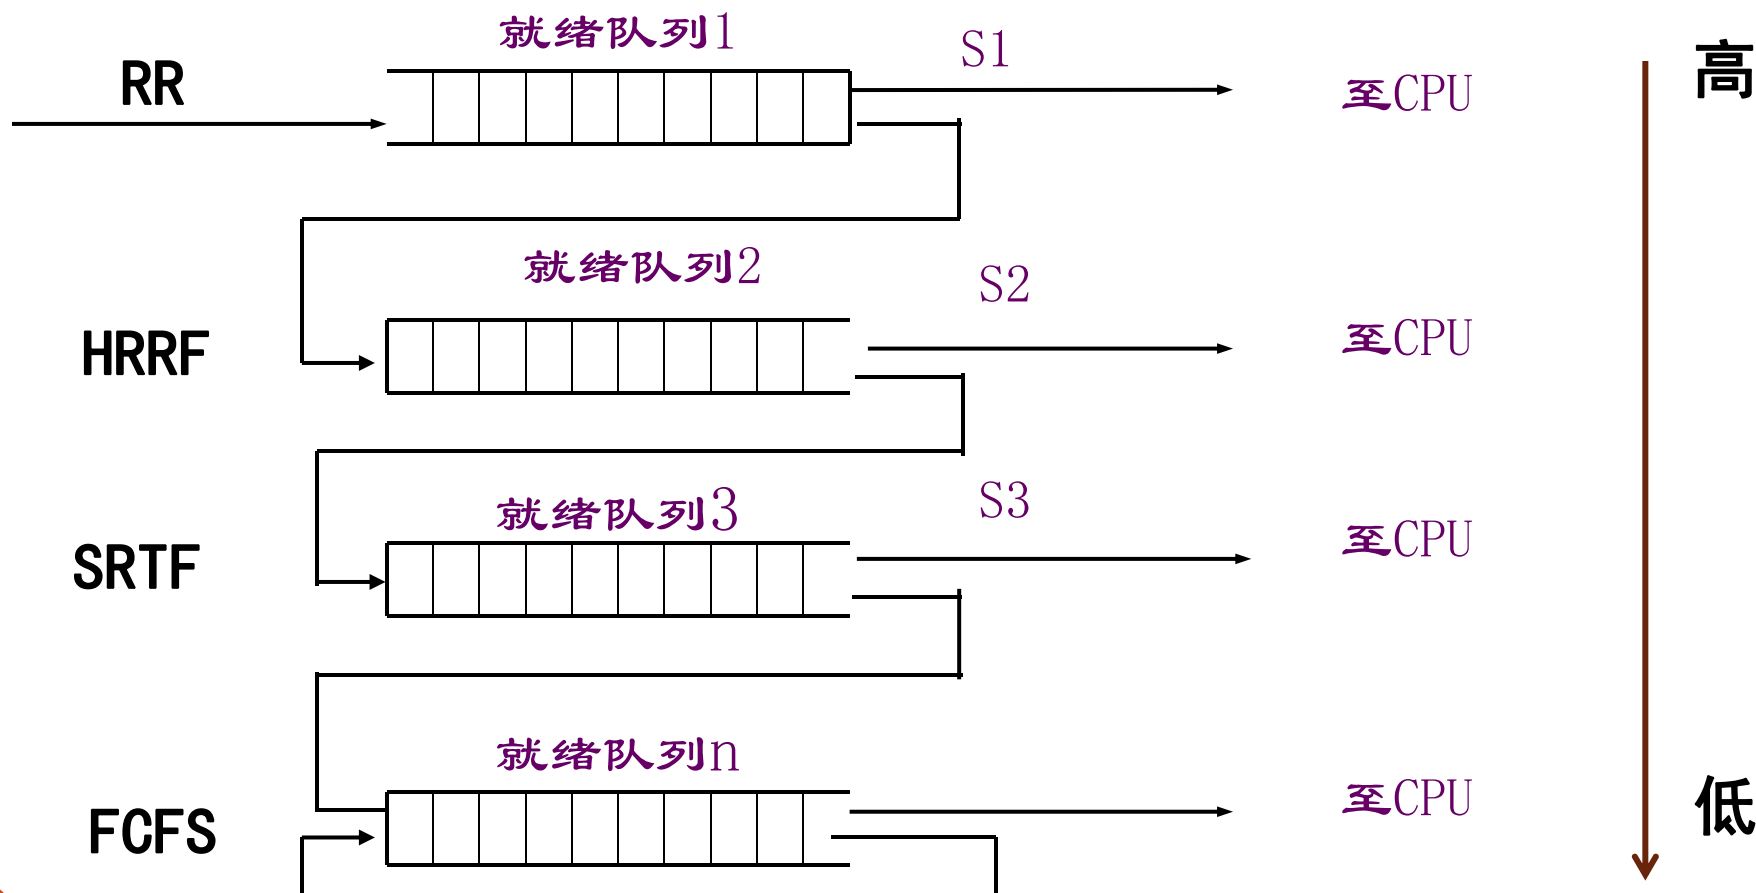 就绪队列1
S1
高
RR
至CPU
就绪队列2
S2
HRRF
至CPU
就绪队列3
S3
至CPU
SRTF
就绪队列n
至CPU
低
FCFS